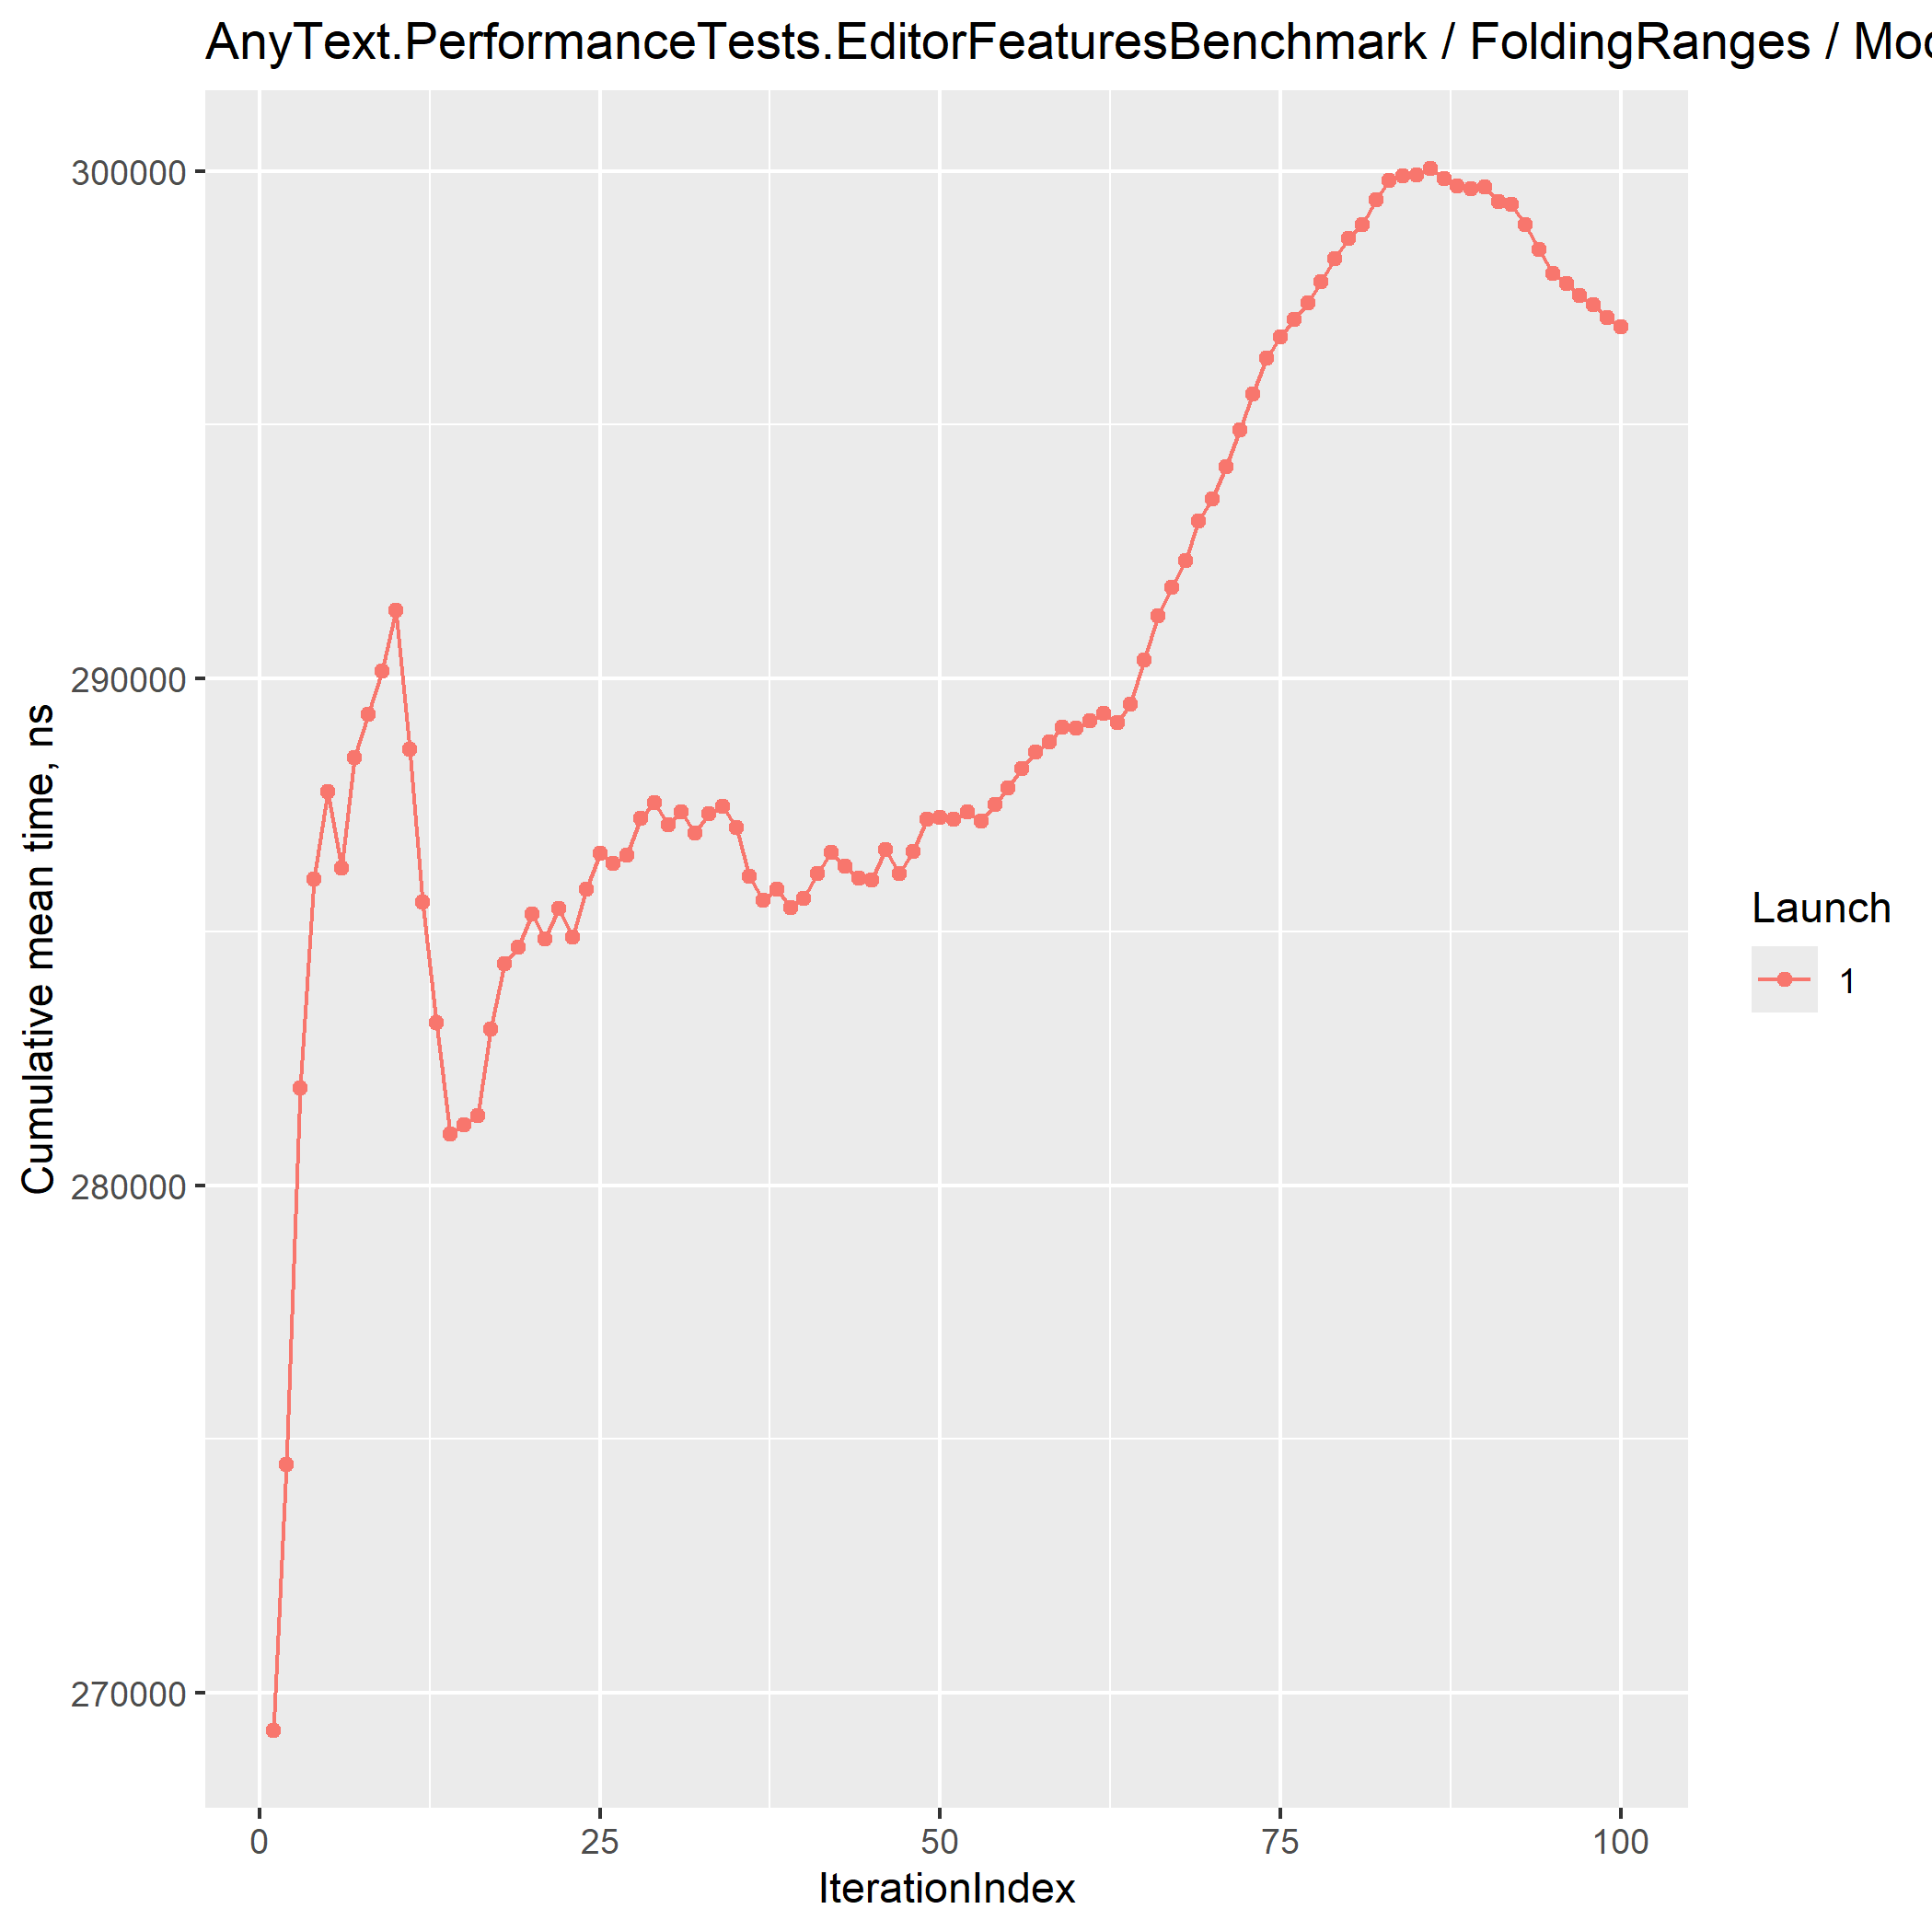 AnyText.PerformanceTests.EditorFeaturesBenchmark / FoldingRanges /
Cumulative mean time, ns
300000
290000
280000
270000
0 25 50 75 100
IterationIndex
Launch
1